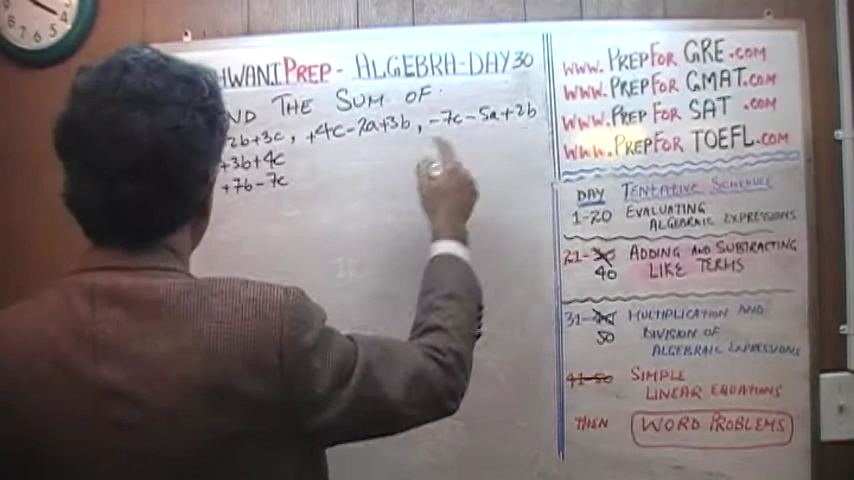 HWANI PREP - ALGEBRA-DAY 30
ND THE SUM OF:
2b+3c, +4c-2a+3b, -7c-5a+2b
+3b+4c
+7b-7c
WWW.PREPFOR GRE.COM
WWW.PREPFOR GMAT.COM
WWW.PREP FOR SAT .COM
WWW.PREPFOR TOEFL.COM
DAY TENTATIVE SCHEDULE
1-20 EVALUATING
ALGEBRAIC EXPRESSIONS
21-30 ADDING AND SUBTRACTING
40 LIKE TERMS
31-40 MULTIPLICATION AND
50 DIVISION OF
ALGEBRAIC EXPRESSIONS
41-50 SIMPLE
LINEAR EQUATIONS
THEN WORD PROBLEMS